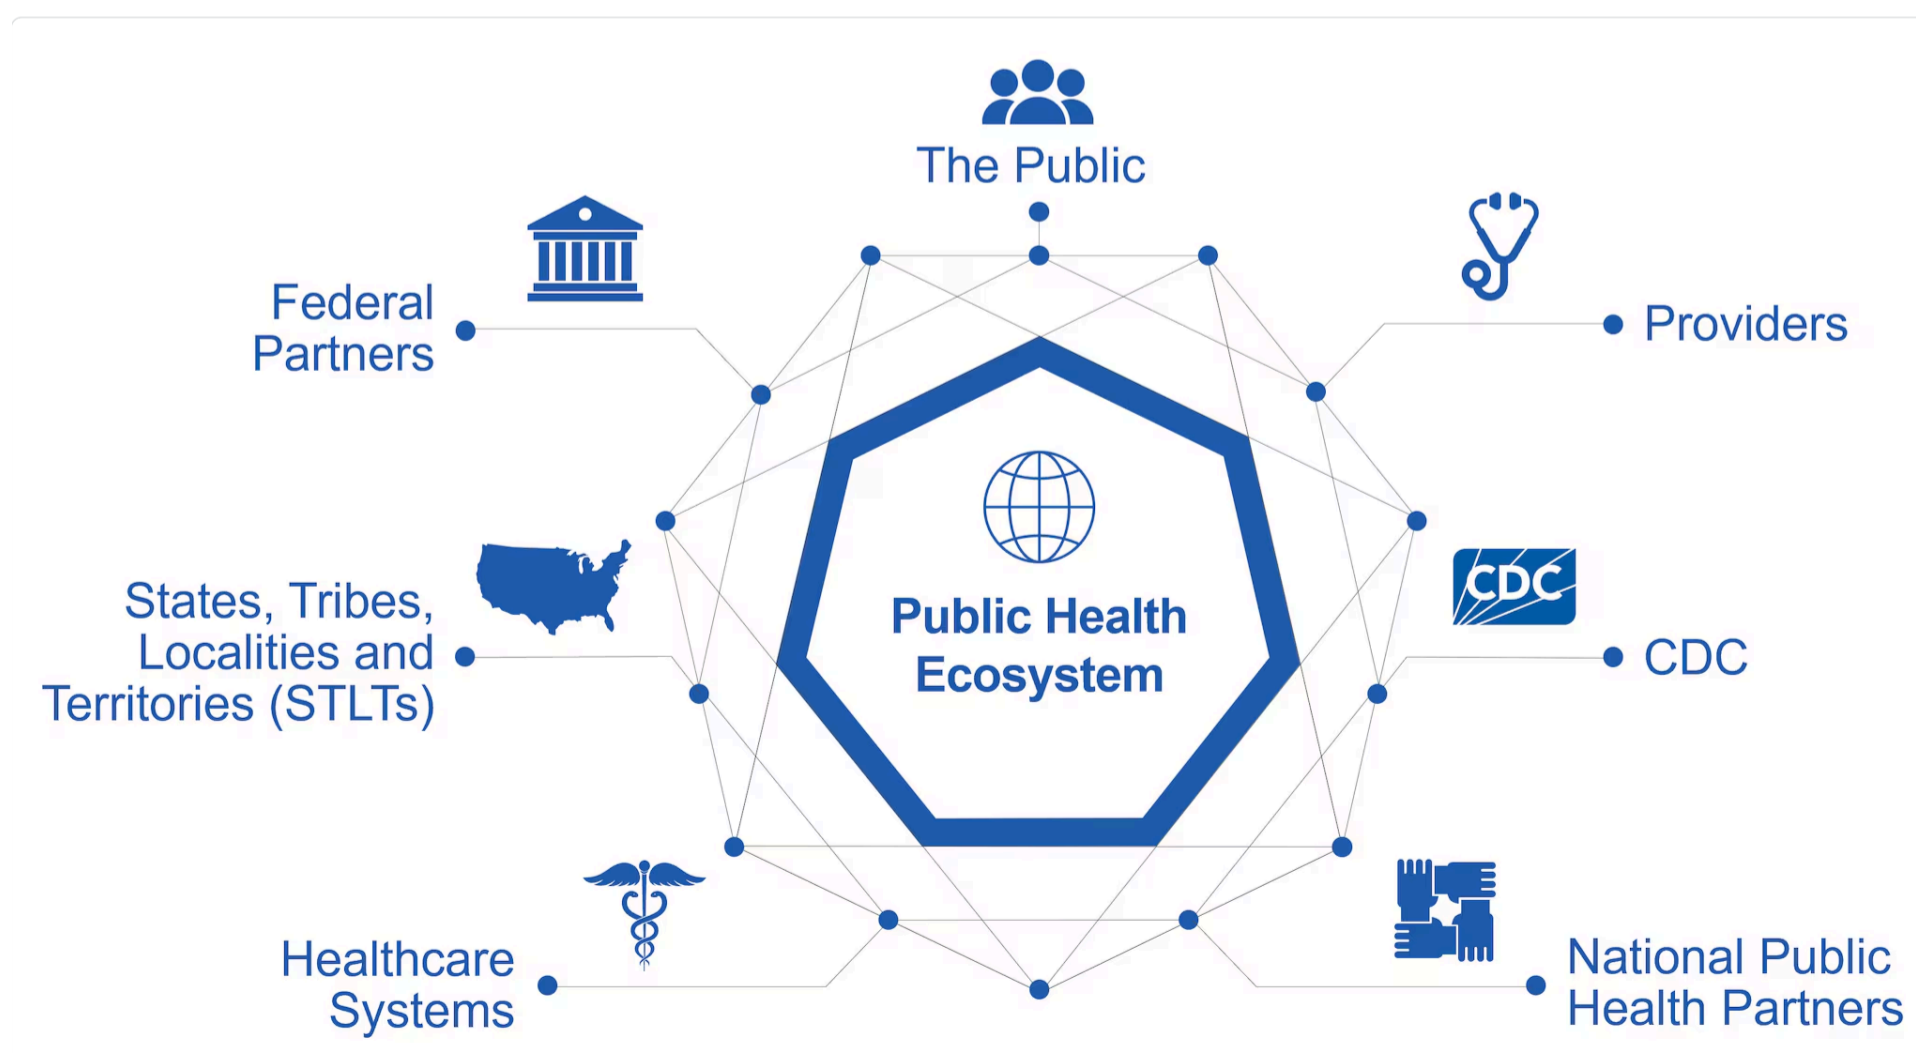 The Public
Federal
Partners
Providers
Public Health
Ecosystem
States, Tribes,
Localities and
Territories (STLTs)
CDC
CDC
Healthcare
Systems
National Public
Health Partners